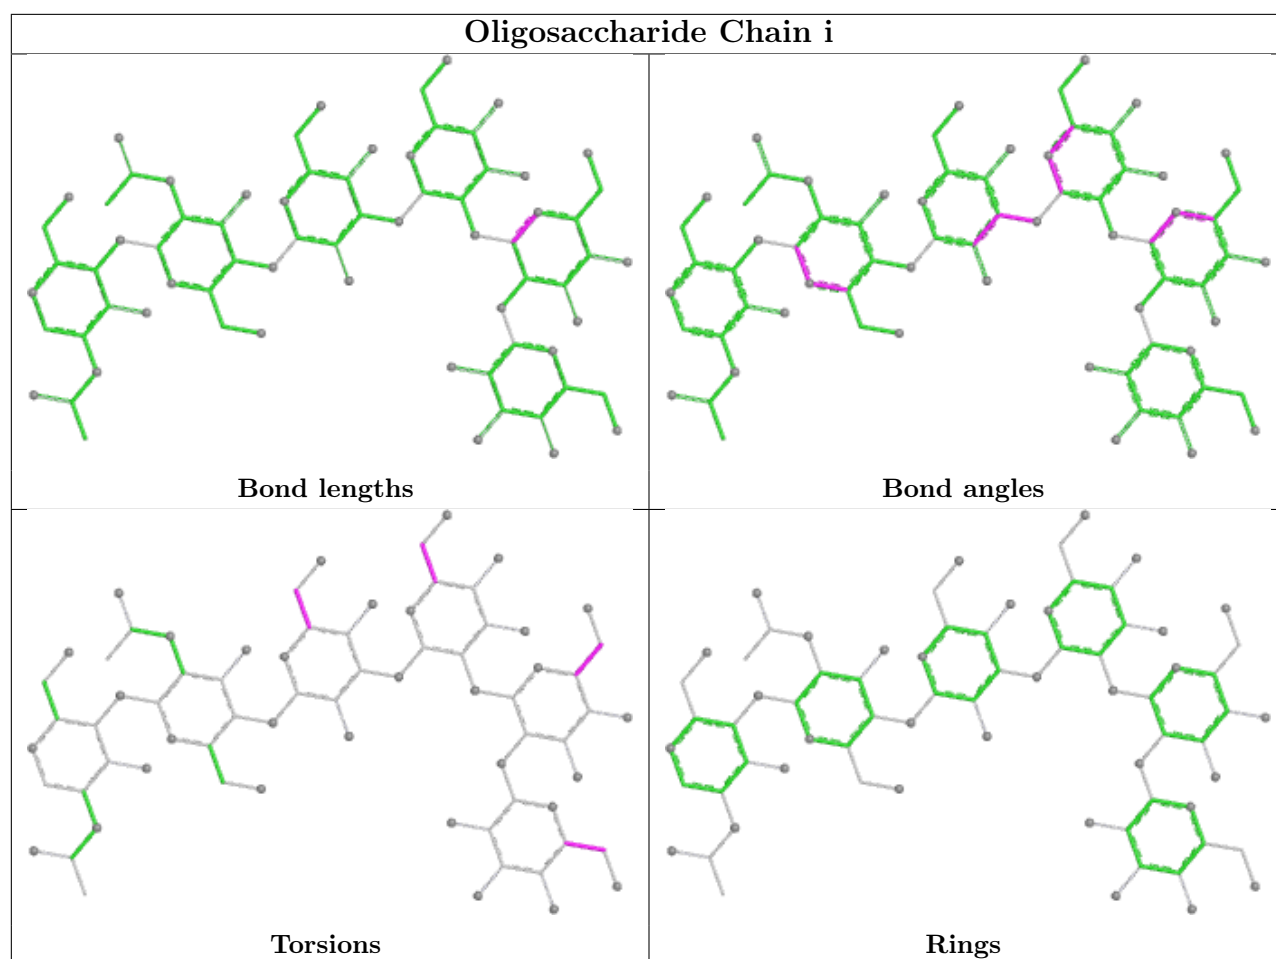 Oligosaccharide Chain i
Bond lengths
Bond angles
Torsions
Rings